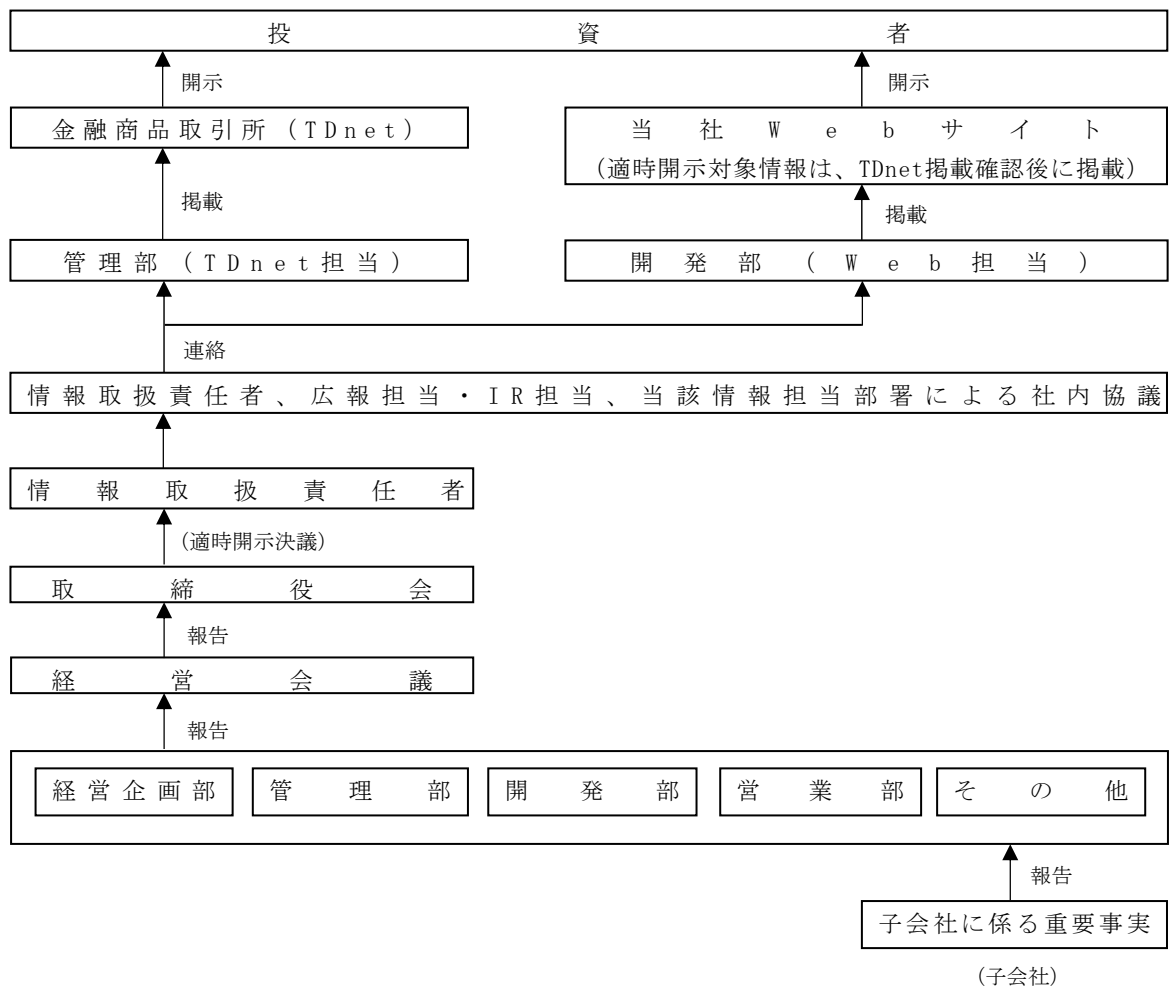 投資者
開示
開示
金融商品取引所(TDnet)
当社Webサイト
(適時開示対象情報は、TDnet掲載確認後に掲載)
掲載
掲載
管理部(TDnet担当)
開発部(Web担当)
連絡
情報取扱責任者、広報担当・IR担当、当該情報担当部署による社内協議
情報取扱責任者
(適時開示決議)
取締役会
報告
経営会議
報告
経営企画部
管理部
開発部
営業部
その他
報告
子会社に係る重要事実
(子会社)